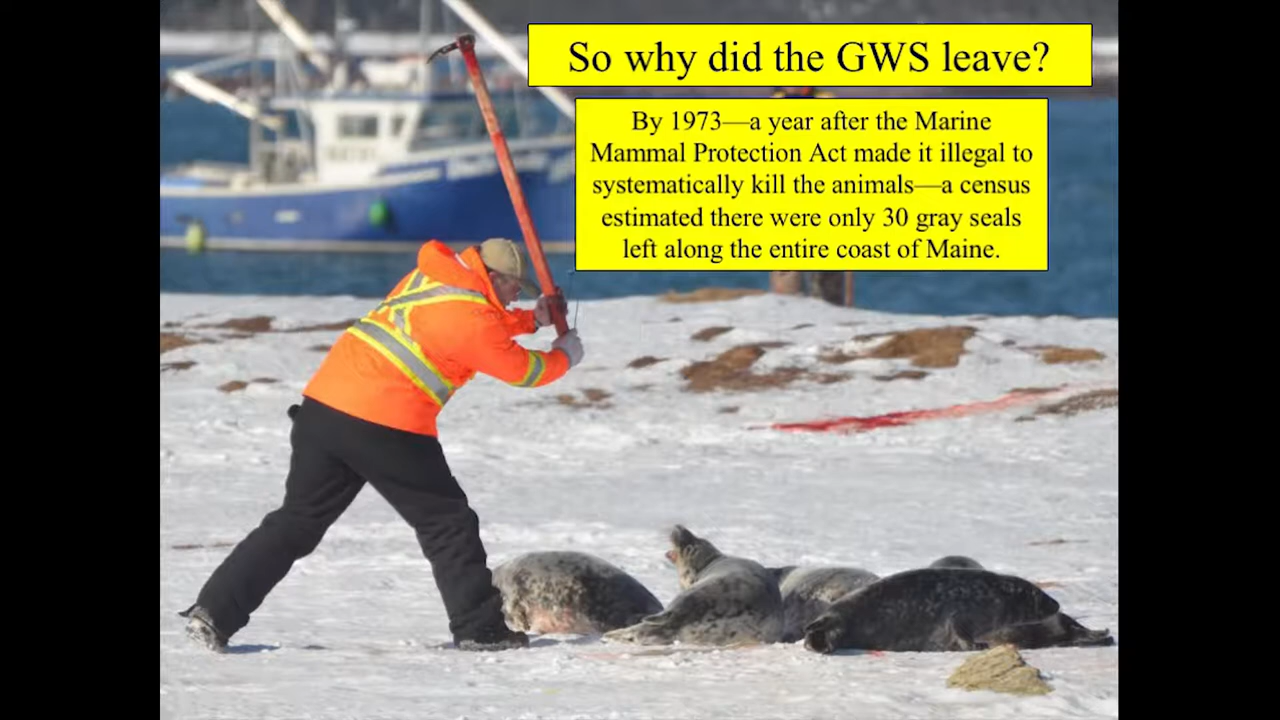 So why did the GWS leave?
By 1973—a year after the Marine
Mammal Protection Act made it illegal to
systematically kill the animals—a census
estimated there were only 30 gray seals
left along the entire coast of Maine.